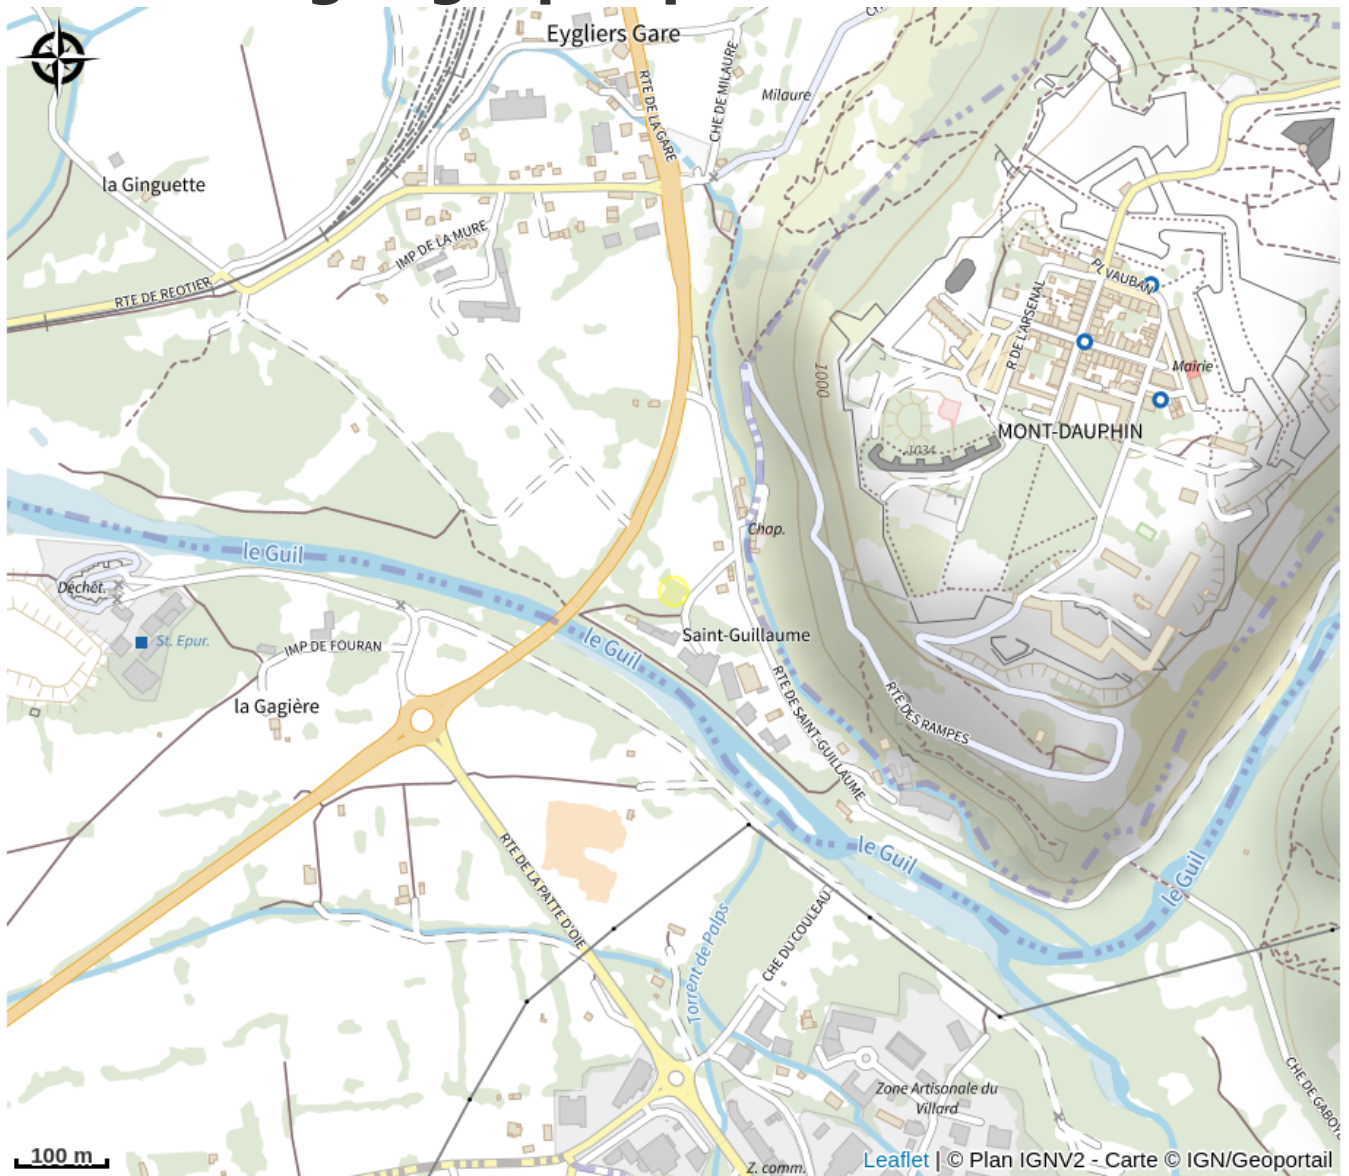 Eygliers Gare
RTE DE LA GARE
CHE DE MILAURE
Milaure
la Ginguette
IMP DE LA MURE
RTE DE REOTIER
PL VAUBAN
R DE L'ARSENAL
1000
Mairie
MONT-DAUPHIN
1034
Chap.
le Guil
Déchèt.
St. Epur.
IMP DE FOURAN
le Guil
Saint-Guillaume
la Gagière
RTE DE SAINT-GUILLAUME
RTE DES RAMPES
RTE DE LA PATTE D'OIE
le Guil
le Guil
Torrent de Palps
CHE DU COULEAU
Zone Artisanale du
Villard
Z. comm.
100 m
Leaflet | © Plan IGNV2 - Carte © IGN/Geoportail